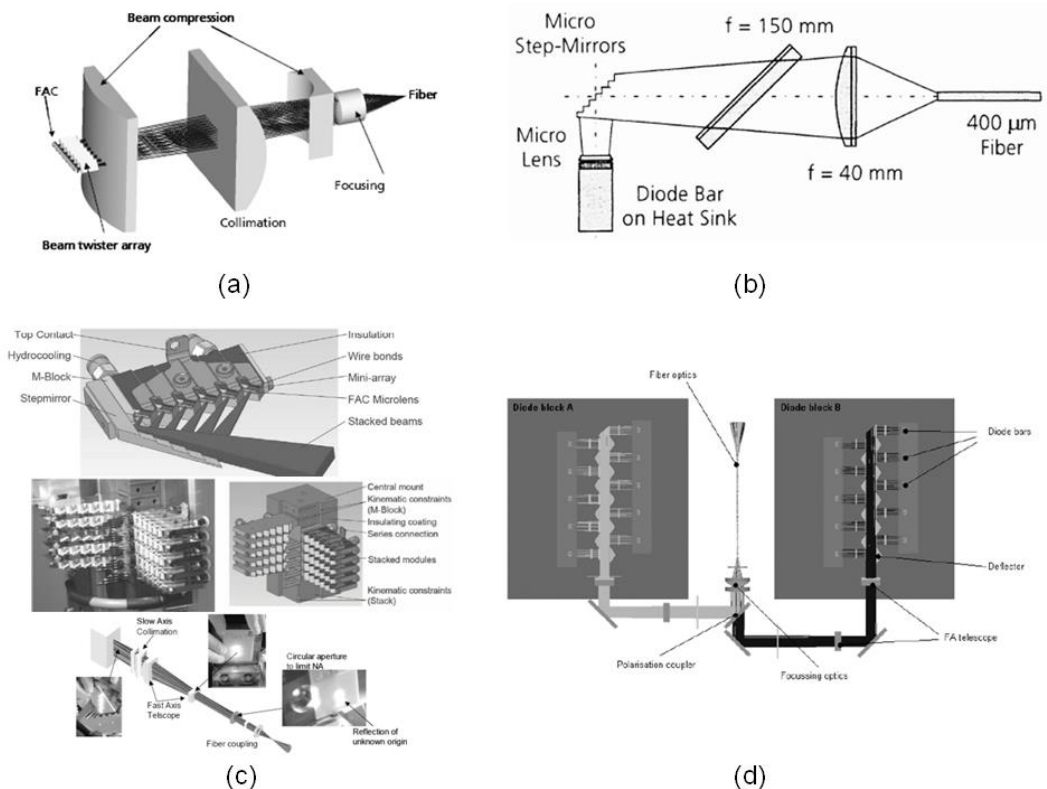 Beam compression
FAC
Fiber
Focusing
Collimation
Beam twister array
(a)
Micro
Step-Mirrors
f = 150 mm
Micro
Lens
400 μm
Fiber
f = 40 mm
Diode Bar
on Heat Sink
(b)
Top Contact
Hydrocooling
M-Block
Stepmirror
Insulation
Wire bonds
Mini-array
FAC Microlens
Stacked beams
Central mount
Kinematic constraints
(M-Block)
Insulating coating
Series connection
Stacked modules
Kinematic constraints
(Stack)
Slow Axis
Collimation
Circular aperture
to limit NA
Fast Axis
Telscope
Fiber coupling
Reflection of
unknown origin
(c)
Fiber optics
Diode block A
Diode block B
Diode bars
Deflector
FA telescope
Polarisation coupler
Focussing optics
(d)